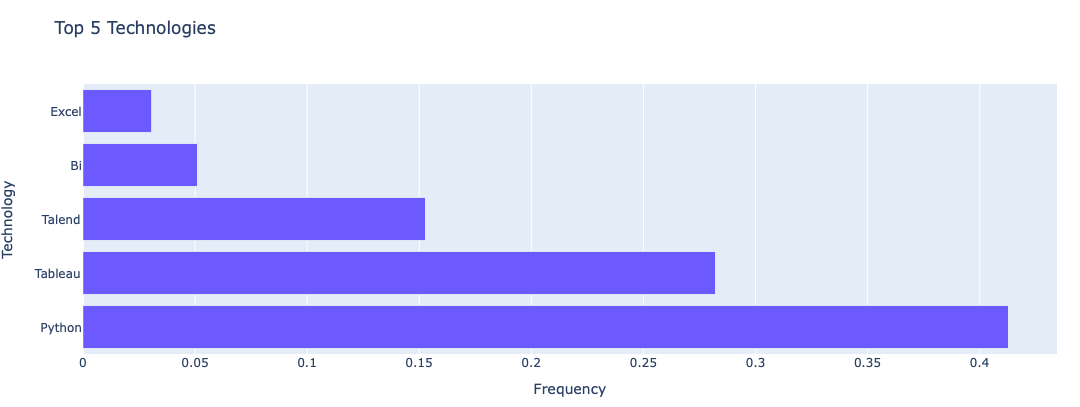 Top 5 Technologies
Technology
Excel
Bi
Talend
Tableau
Python
0 0.05 0.1 0.15 0.2 0.25 0.3 0.35 0.4
Frequency